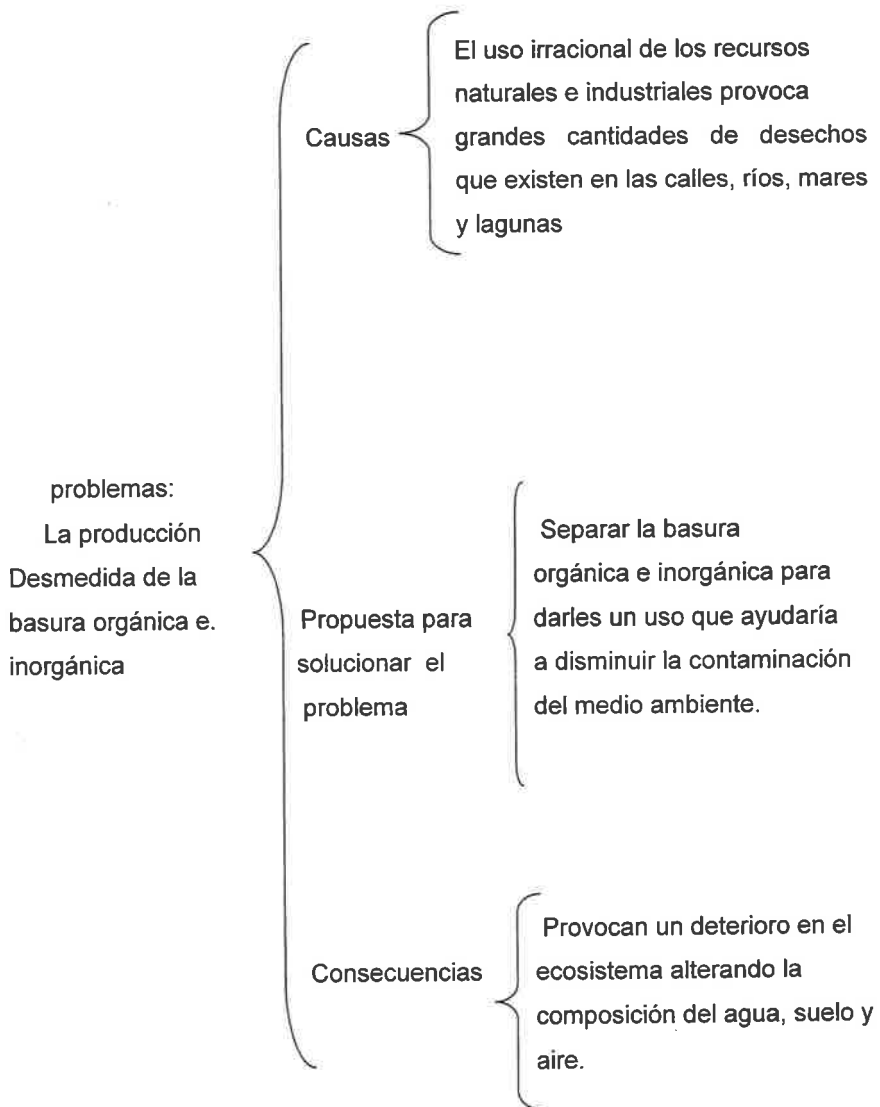 problemas:
La producción
Desmedida de la
basura orgánica e.
inorgánica
Causas
El uso irracional de los recursos
naturales e industriales provoca
grandes cantidades de desechos
que existen en las calles, ríos, mares
y lagunas
Propuesta para
solucionar el
problema
Separar la basura
orgánica e inorgánica para
darles un uso que ayudaría
a disminuir la contaminación
del medio ambiente.
Consecuencias
Provocan un deterioro en el
ecosistema alterando la
composición del agua, suelo y
aire.